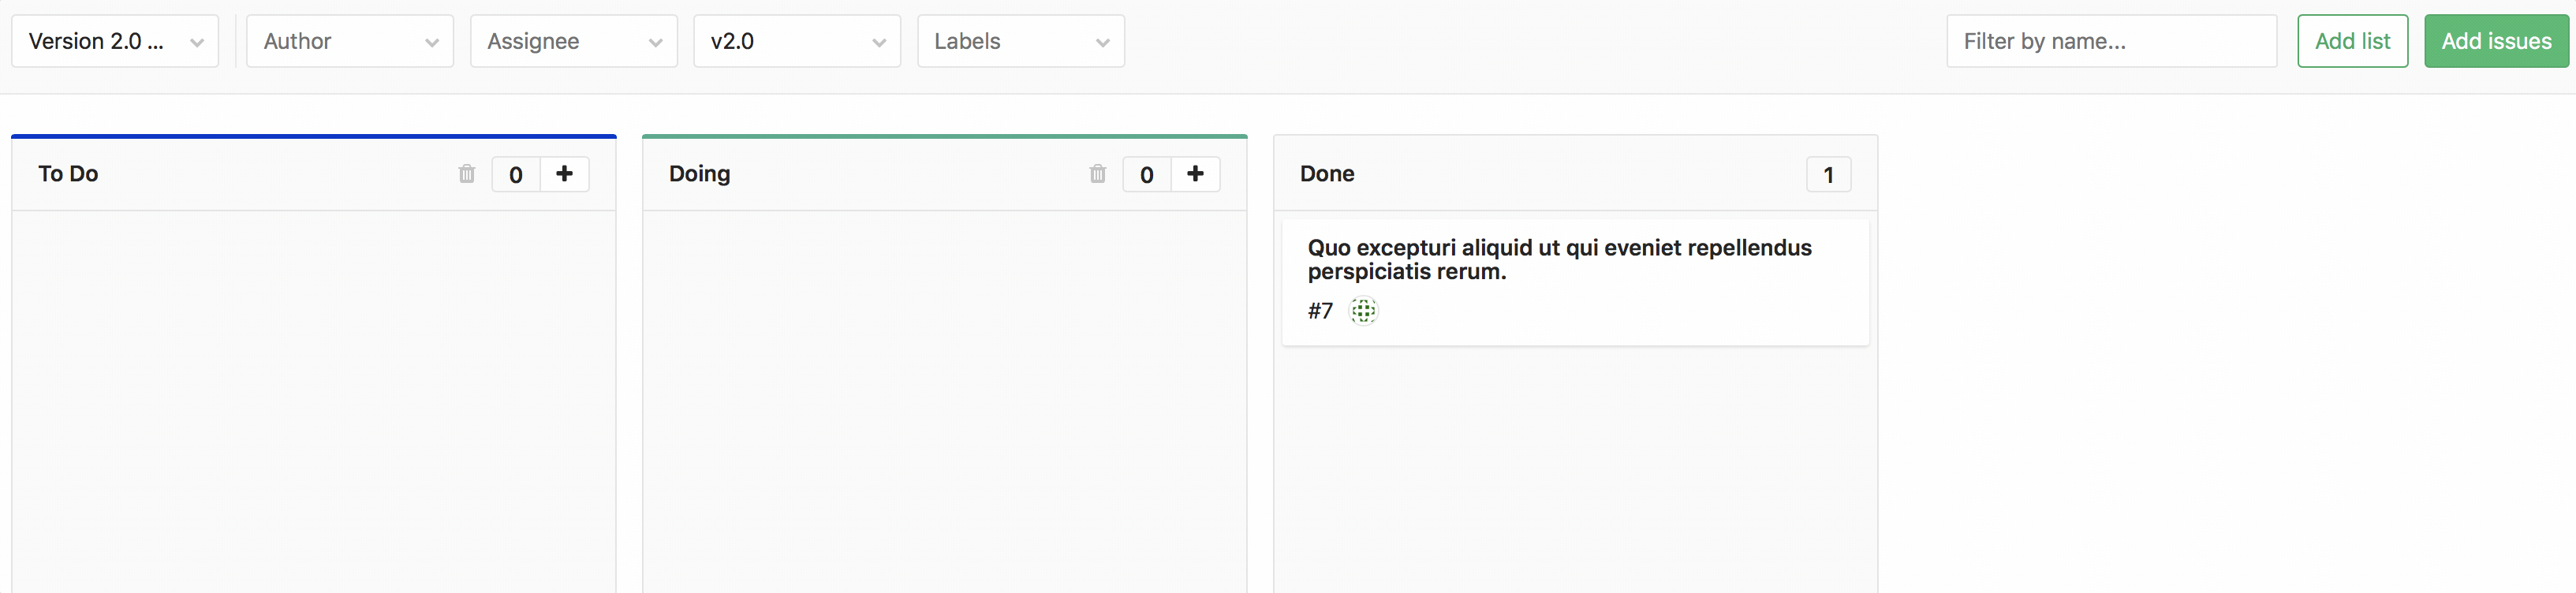 Version 2.0 ...
Author
Assignee
v2.0
Labels
Filter by name...
Add list
Add issues
To Do
0
Doing
0
Done
1
Quo excepturi aliquid ut qui eveniet repellendus
perspiciatis rerum.
#7